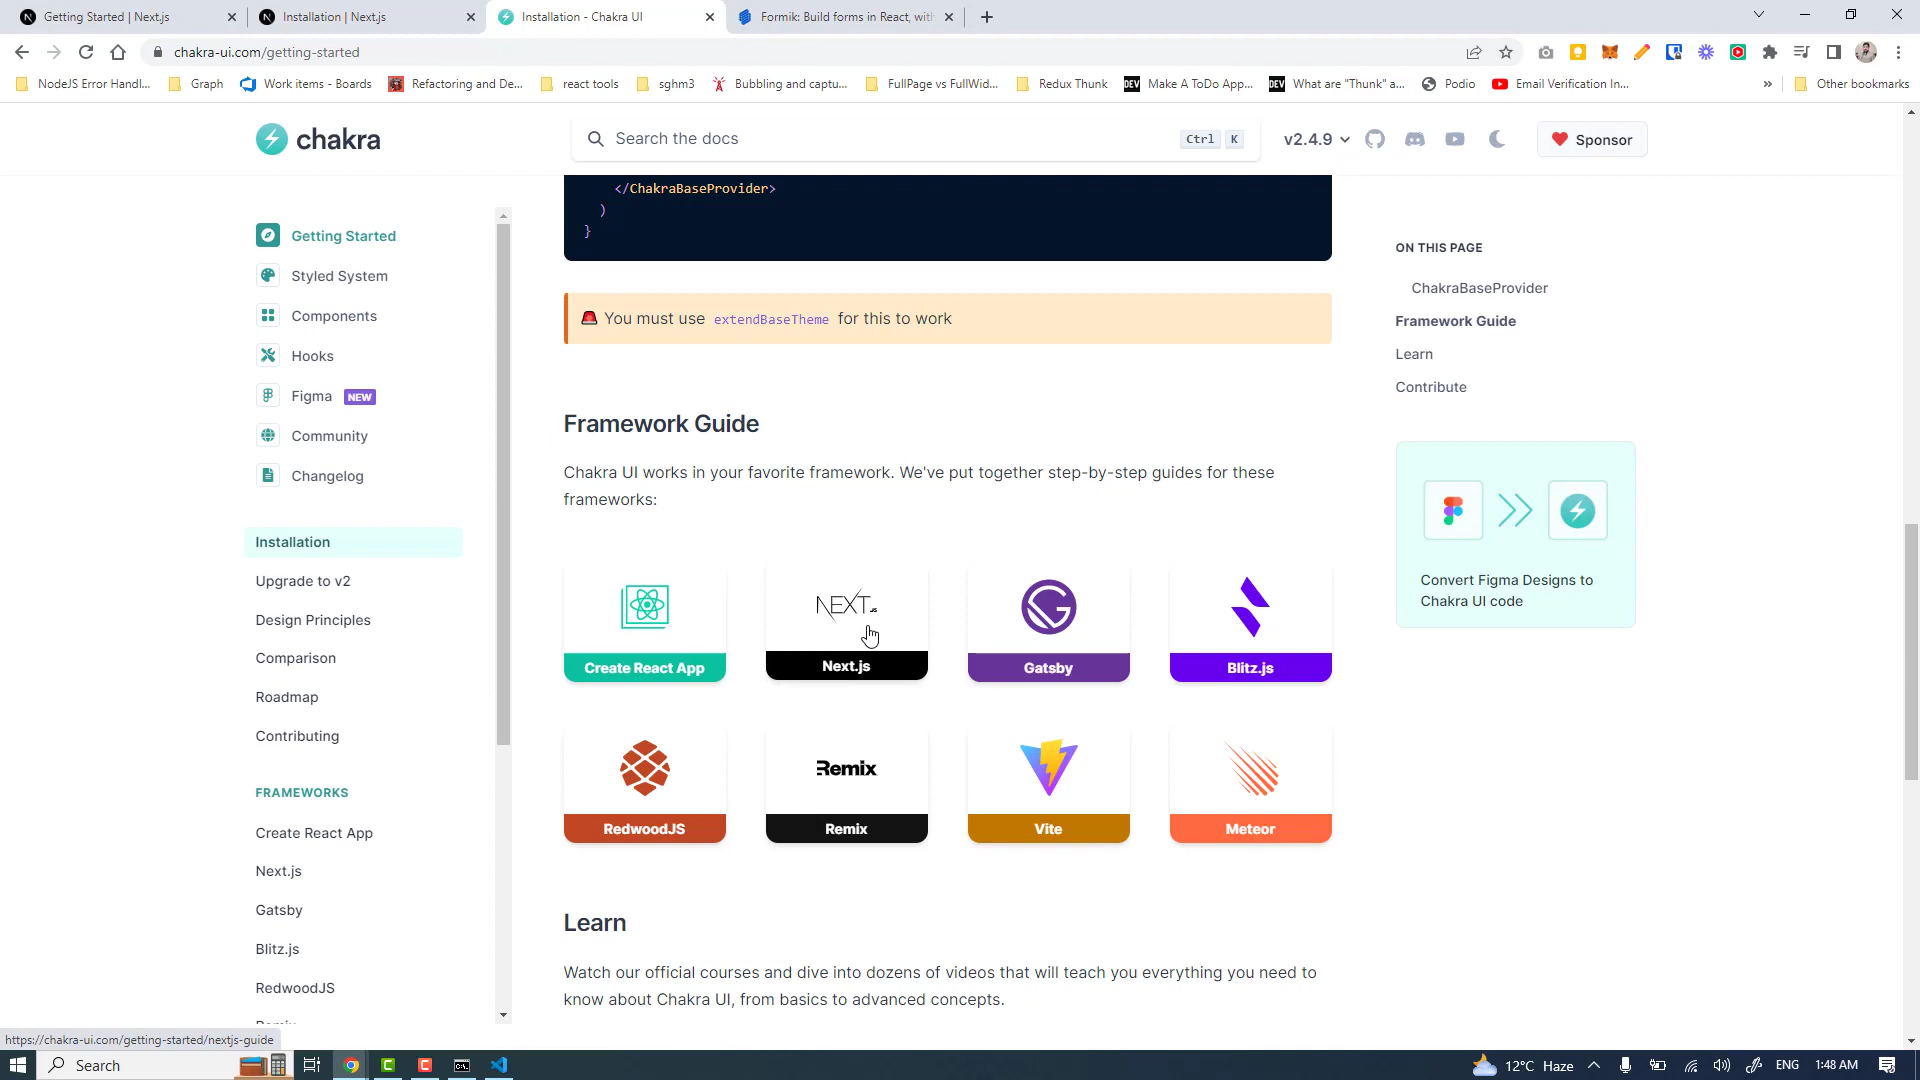 Getting Started | Next.js
Installation | Next.js
Installation - Chakra UI
Formik: Build forms in React, with
chakra-ui.com/getting-started
NodeJS Error Handl...
Graph
Work items - Boards
Refactoring and De...
react tools
sghm3
Bubbling and captu...
FullPage vs FullWid...
Redux Thunk
DEV Make A ToDo App...
DEV What are "Thunk" a...
Podio
Email Verification In...
»
Other bookmarks
chakra
Search the docs
Ctrl K
v2.4.9
Sponsor
</ChakraBaseProvider>
)
}
Getting Started
Styled System
Components
Hooks
Figma NEW
Community
Changelog
Installation
Upgrade to v2
Design Principles
Comparison
Roadmap
Contributing
FRAMEWORKS
Create React App
Next.js
Gatsby
Blitz.js
RedwoodJS
You must use extendBaseTheme for this to work
Framework Guide
Chakra UI works in your favorite framework. We've put together step-by-step guides for these
frameworks:
NEXT.JS
Create React App
Next.js
Gatsby
Blitz.js
Remix
RedwoodJS
Remix
Vite
Meteor
Learn
Watch our official courses and dive into dozens of videos that will teach you everything you need to
know about Chakra UI, from basics to advanced concepts.
ON THIS PAGE
ChakraBaseProvider
Framework Guide
Learn
Contribute
Convert Figma Designs to
Chakra UI code
https://chakra-ui.com/getting-started/nextjs-guide
Search
12°C Haze
ENG
1:48 AM